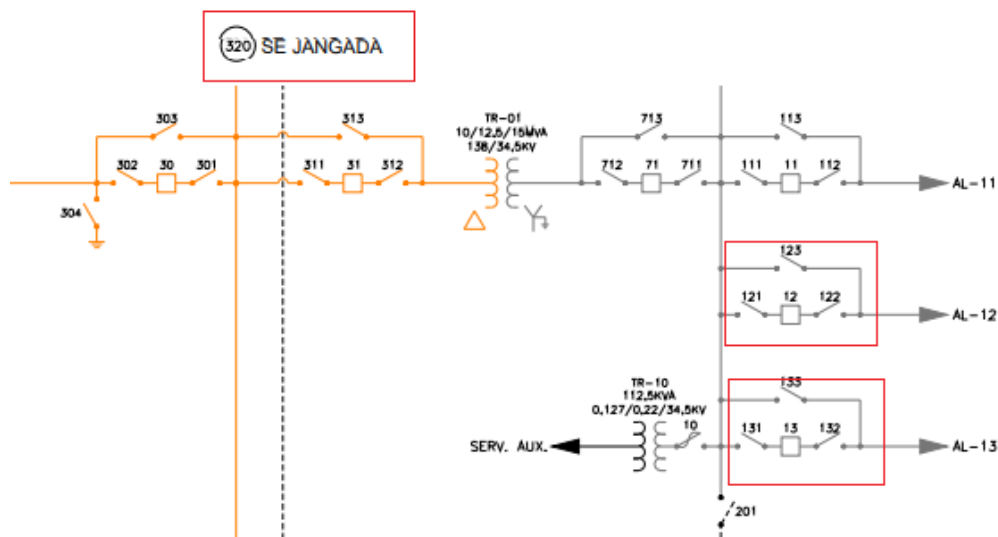 320 SE JANGADA
303
313
TR-01
10/12,5/15MVA
138/34,5KV
713
113
302
30
301
311
31
312
712
71
711
111
11
112
AL-11
304
123
121
12
122
AL-12
TR-10
112,5KVA
0,127/0,22/34,5KV
133
10
131
13
132
SERV. AUX.
AL-13
201